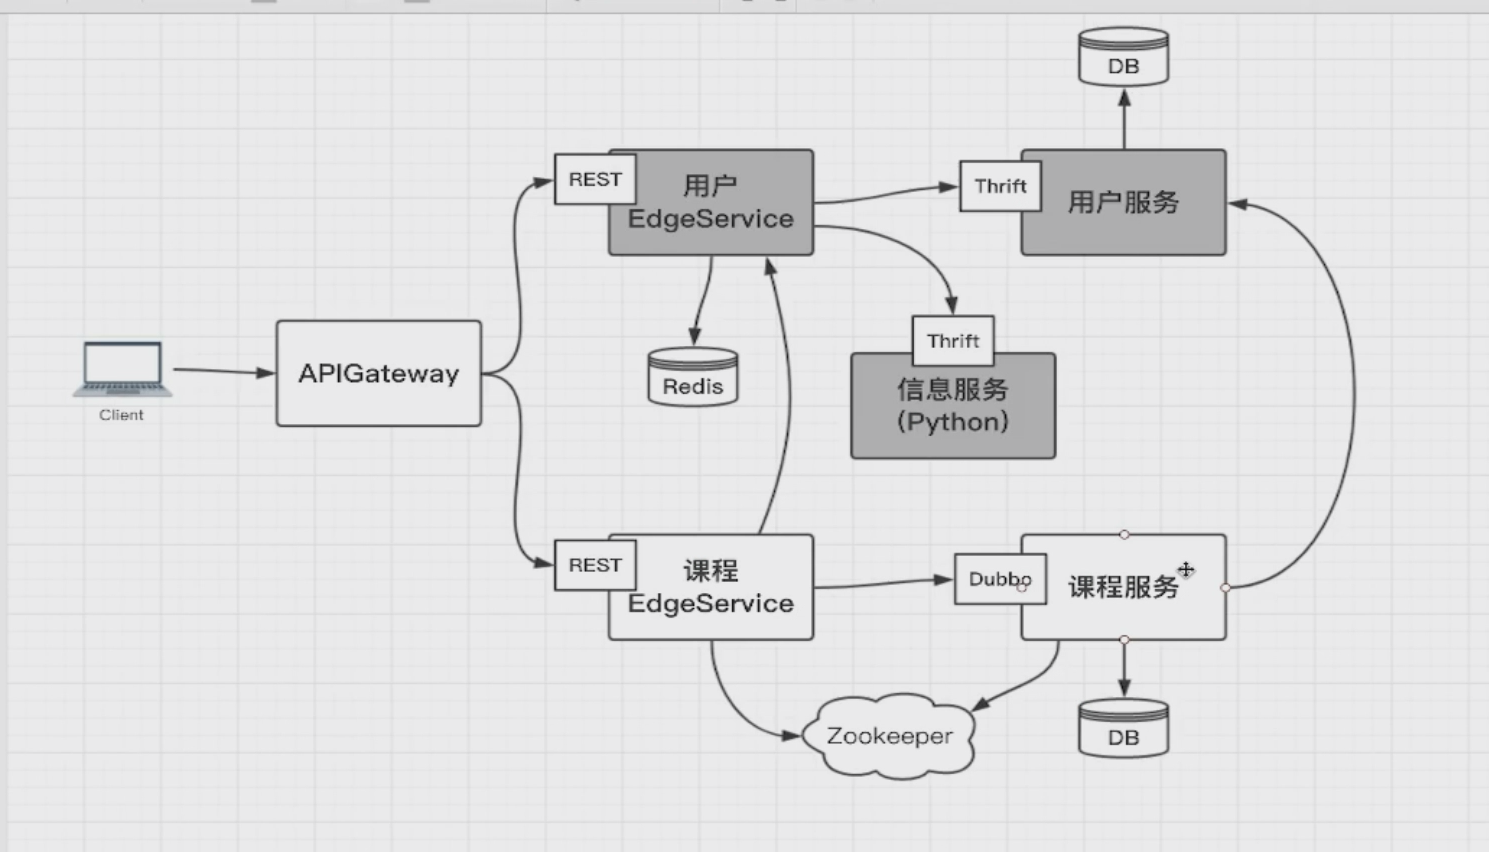 DB
REST
用户
EdgeService
Thrift
用户服务
Thrift
信息服务
(Python)
Redis
APIGateway
Client
REST
课程
EdgeService
Dubbo
课程服务
Zookeeper
DB